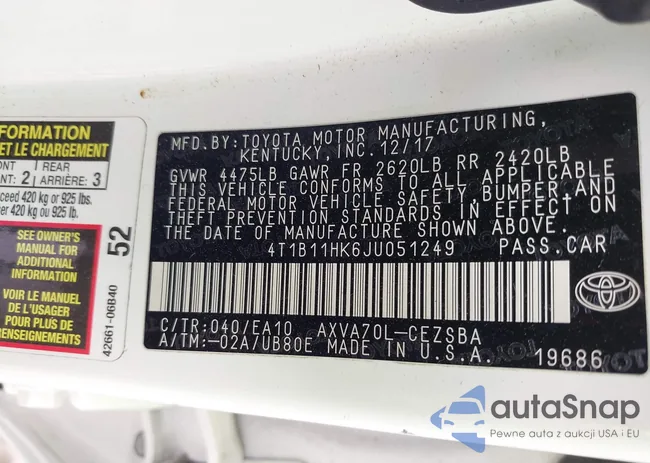 FORMATION
ET LE CHARGEMENT
REAR
: 2 ARRIÈRE: 3
ceed 420 kg or 925 lbs.
er 420 kg ou 925 lb.
SEE OWNER'S
MANUAL FOR
ADDITIONAL
INFORMATION
VOIR LE MANUEL
DE L'USAGER
POUR PLUS DE
RENSEIGNEMENTS
52
42661-06B40
MFD.BY:TOYOTA MOTOR MANUFACTURING,
KENTUCKY,INC.12/17
GVWR 4475LB GAWR FR 2620LB RR 2420LB
THIS VEHICLE CONFORMS TO ALL APPLICABLE
FEDERAL MOTOR VEHICLE SAFETY,BUMPER,AND
THEFT PREVENTION STANDARDS IN EFFECT ON
THE DATE OF MANUFACTURE SHOWN ABOVE.
4T1B11HK6JU051249 PASS.CAR
C/TR:040/EA10 AXVA70L-CEZSBA
A/TM:-02A/UB80E MADE IN U.S.A. 19686
autaSnap
Pewne auta z aukcji USA i EU